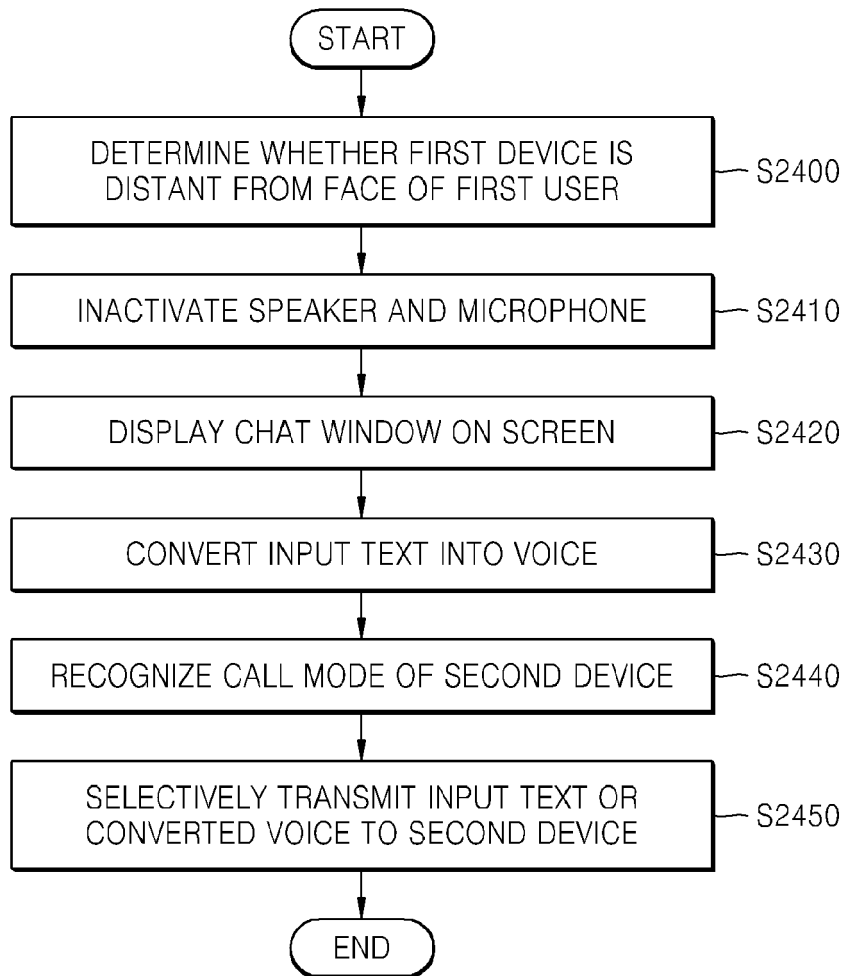 START
DETERMINE WHETHER FIRST DEVICE IS
DISTANT FROM FACE OF FIRST USER
S2400
INACTIVATE SPEAKER AND MICROPHONE
S2410
DISPLAY CHAT WINDOW ON SCREEN
S2420
CONVERT INPUT TEXT INTO VOICE
S2430
RECOGNIZE CALL MODE OF SECOND DEVICE
S2440
SELECTIVELY TRANSMIT INPUT TEXT OR
CONVERTED VOICE TO SECOND DEVICE
S2450
END